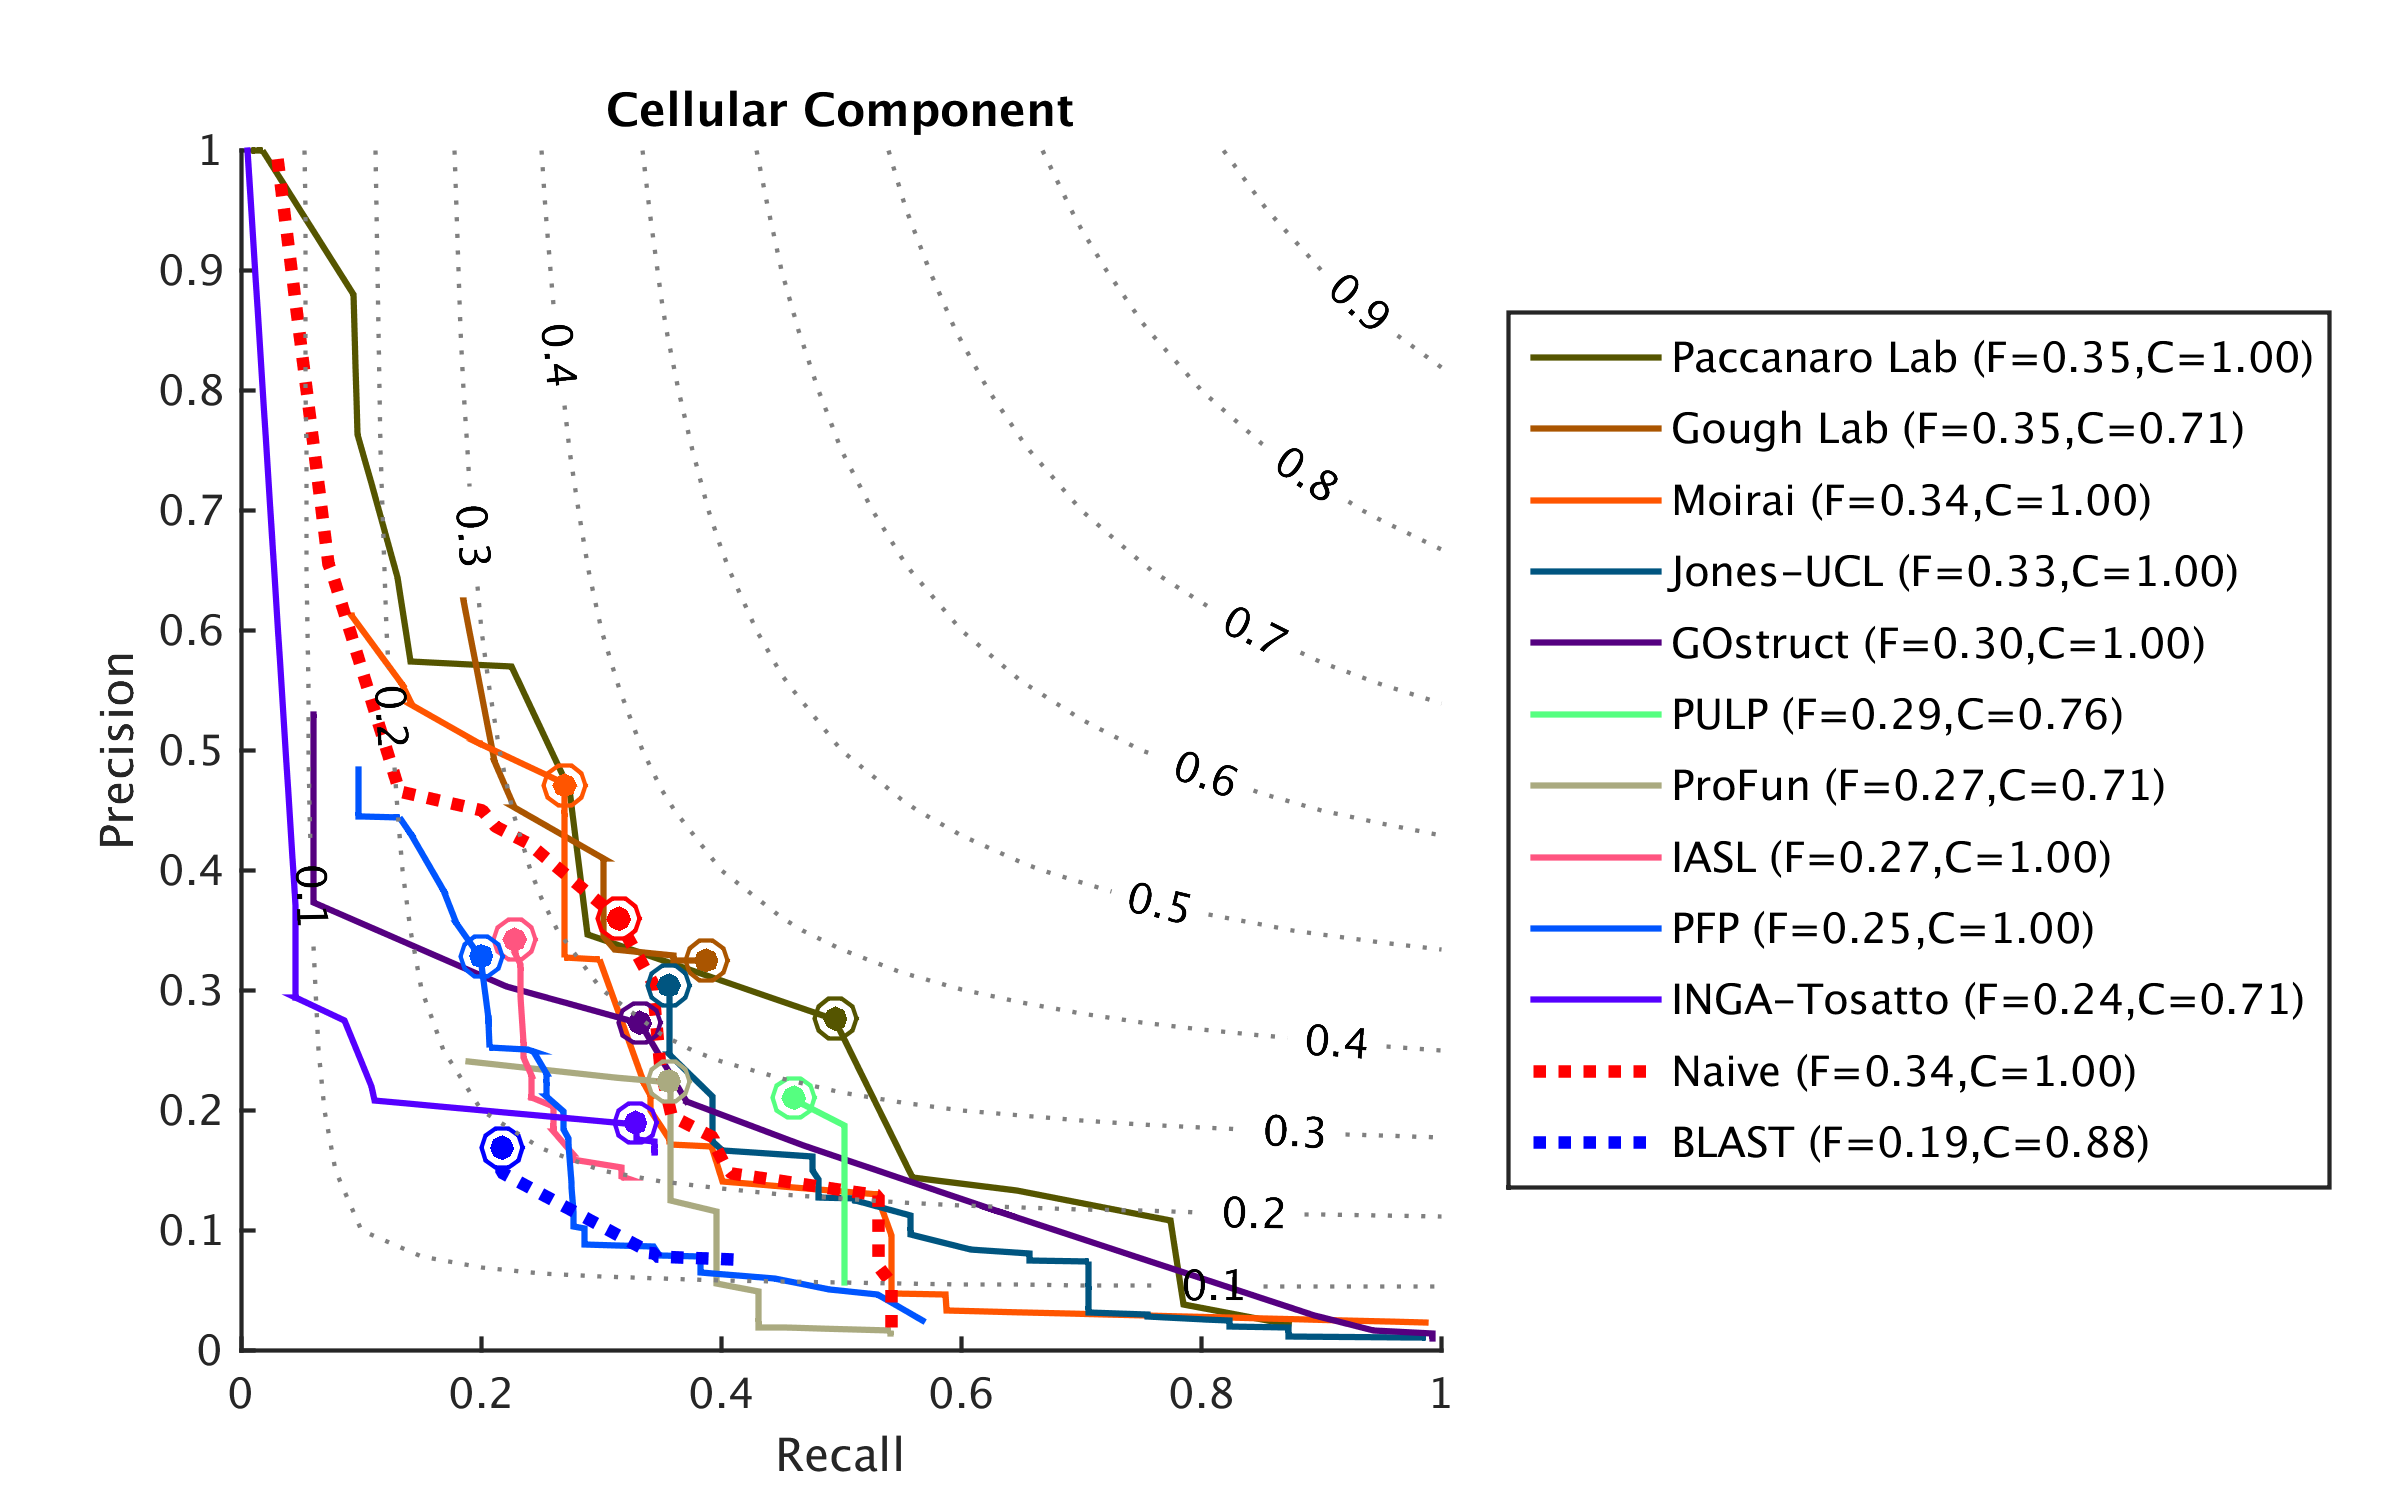 Cellular Component
1
0.9
0.8
0.7
0.6
0.5
0.4
0.3
0.2
0.1
0
Precision
0
0.2
0.4
0.6
0.8
1
Recall
0.9
0.8
0.7
0.6
0.5
0.4
0.3
0.2
0.1
0.4
0.3
0.2
0.1
Paccanaro Lab (F=0.35,C=1.00)
Gough Lab (F=0.35,C=0.71)
Moirai (F=0.34,C=1.00)
Jones-UCL (F=0.33,C=1.00)
GOstruct (F=0.30,C=1.00)
PULP (F=0.29,C=0.76)
ProFun (F=0.27,C=0.71)
IASL (F=0.27,C=1.00)
PFP (F=0.25,C=1.00)
INGA-Tosatto (F=0.24,C=0.71)
Naive (F=0.34,C=1.00)
BLAST (F=0.19,C=0.88)